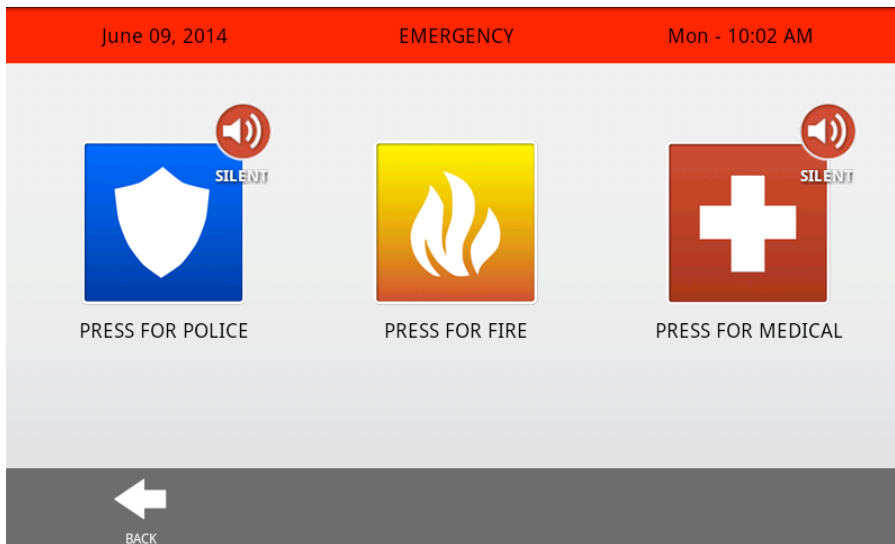 June 09, 2014 EMERGENCY Mon - 10:02 AM
SILENT SILENT
PRESS FOR POLICE PRESS FOR FIRE PRESS FOR MEDICAL
BACK